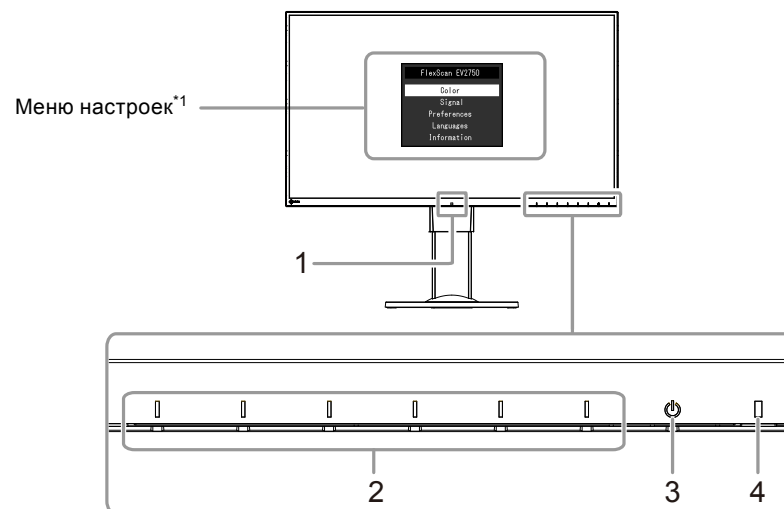 FlexScan EV2750
Меню настроек*1
Color
Signal
Preferences
Languages
Information
1
2
3
4